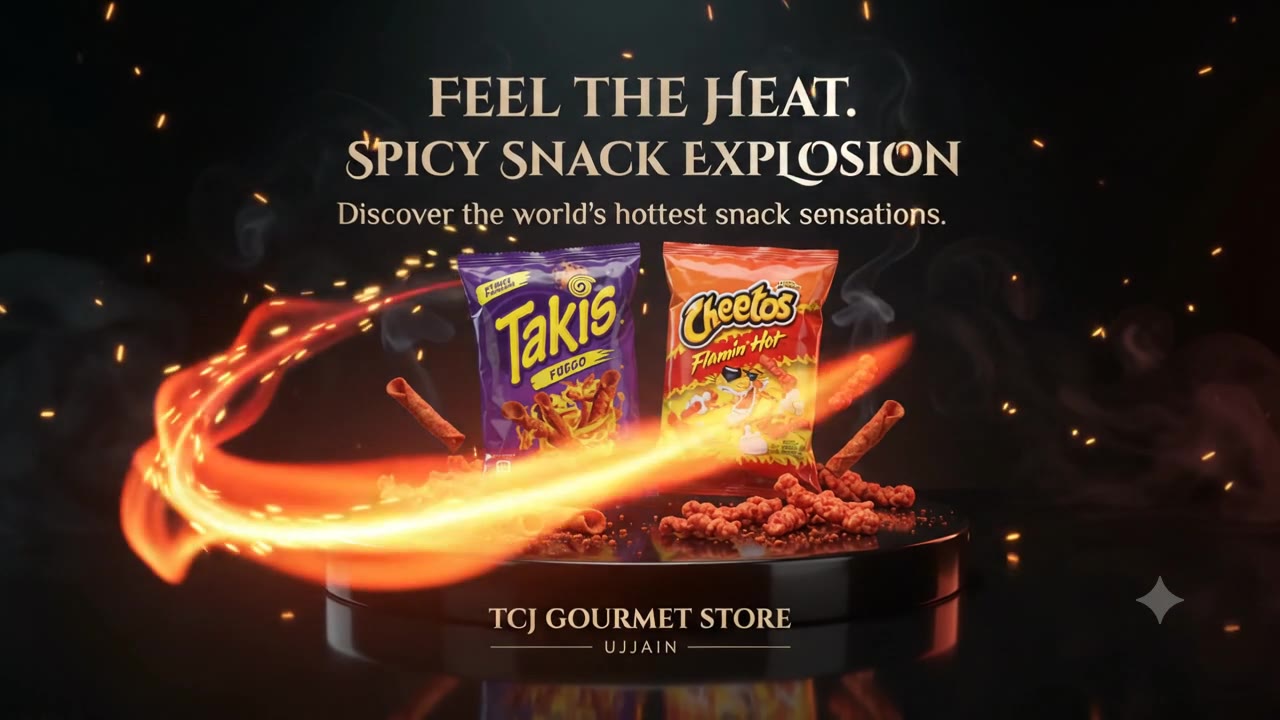 FEEL THE HEAT.
SPICY SNACK EXPLOSION
Discover the world's hottest snack sensations.
Takis
FUEGO
Cheetos
Flamin' Hot
TCJ GOURMET STORE
UJJAIN